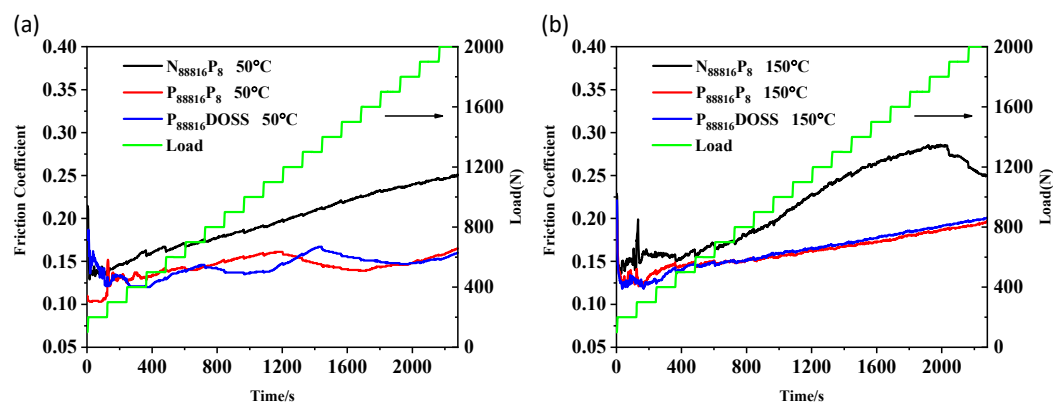 (a)
0.40
0.35
0.30
0.25
0.20
0.15
0.10
0.05
Friction Coefficient
N88816P8 50°C
P88816P8 50°C
P88816DOSS 50°C
Load
2000
1600
1200
800
400
0
Load(N)
0 400 800 1200 1600 2000
Time/s
(b)
0.40
0.35
0.30
0.25
0.20
0.15
0.10
0.05
Friction Coefficient
N88816P8 150°C
P88816P8 150°C
P88816DOSS 150°C
Load
2000
1600
1200
800
400
0
Load(N)
0 400 800 1200 1600 2000
Time/s